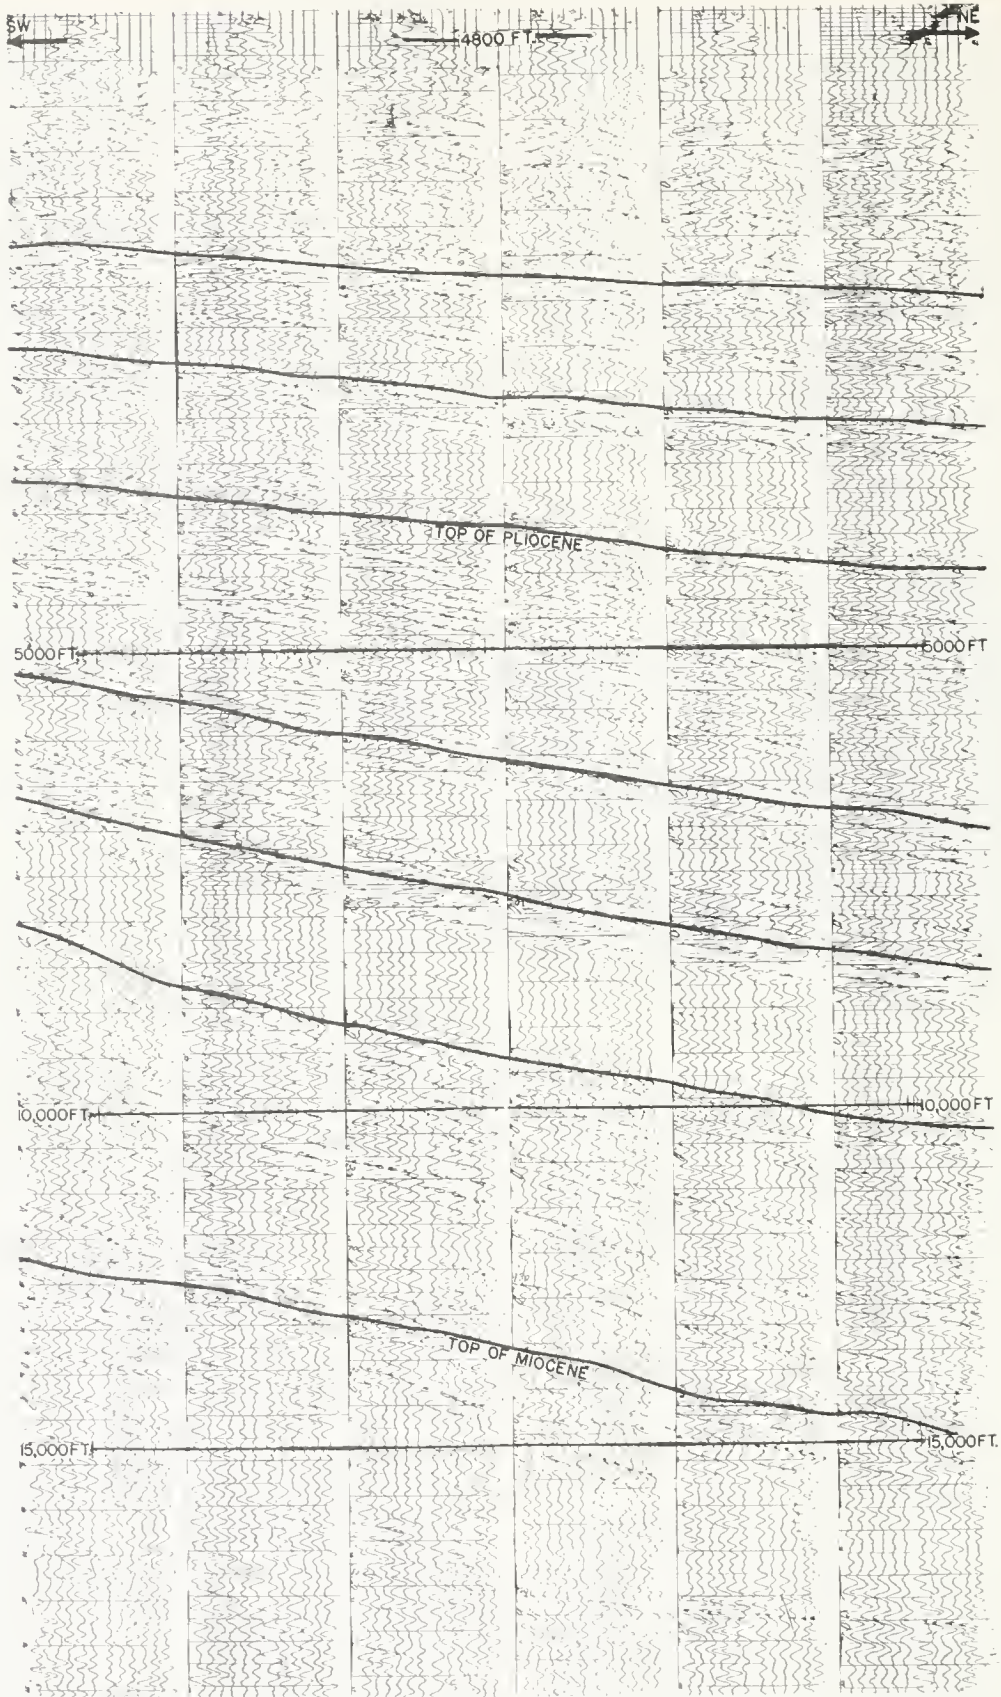 SW
4800 FT.
NE
TOP OF PLIOCENE
5000 FT.
5000 FT
10,000 FT.
10,000 FT
TOP OF MIOCENE
15,000 FT.
15,000 FT.